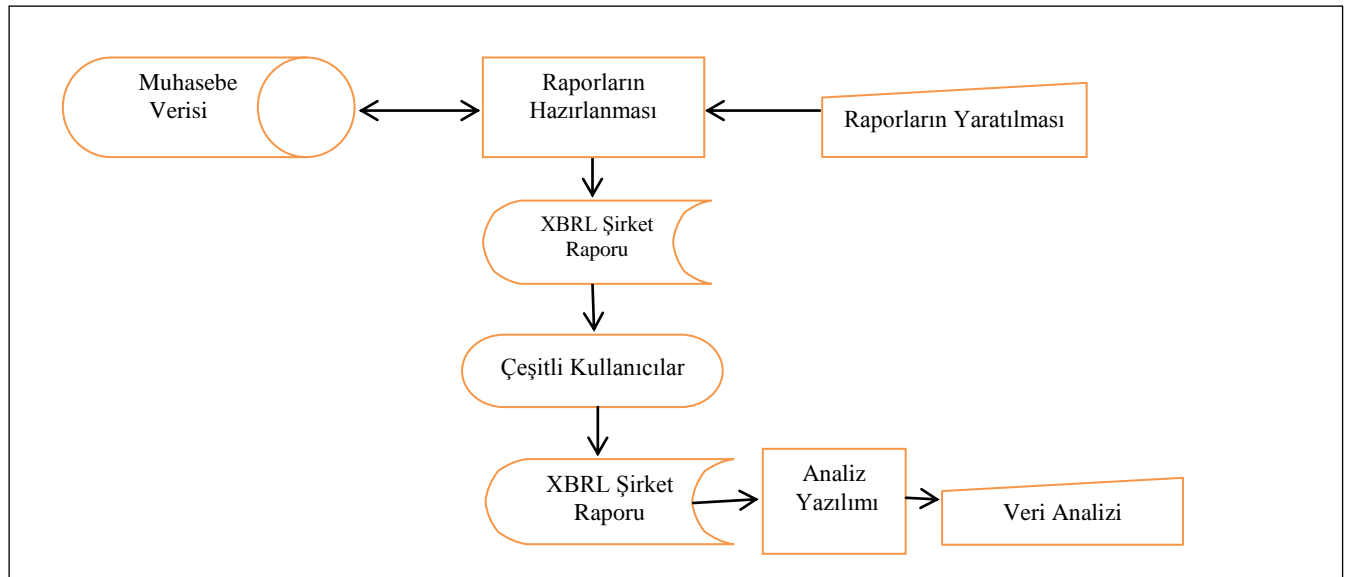 Muhasebe
Verisi
Raporların
Hazırlanması
Raporların Yaratılması
XBRL Şirket
Raporu
Çeşitli Kullanıcılar
XBRL Şirket
Raporu
Analiz
Yazılımı
Veri Analizi